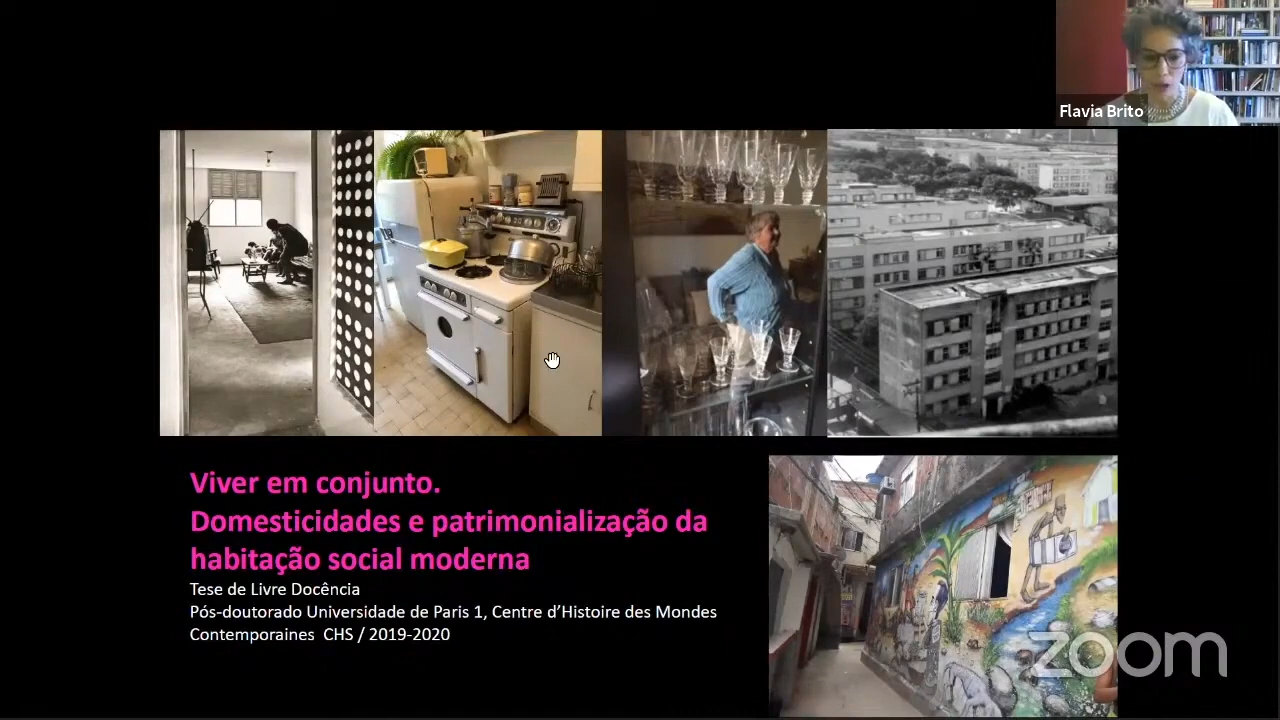 Flavia Brito
Viver em conjunto.
Domesticidades e patrimonialização da
habitação social moderna
Tese de Livre Docência
Pós-doutorado Universidade de Paris 1, Centre d'Histoire des Mondes
Contemporaines  CHS / 2019-2020
zoom